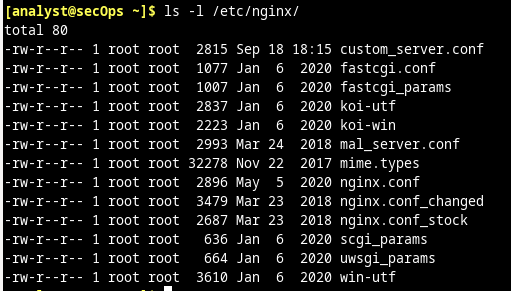 [analyst@secOps ~]$ ls -l /etc/nginx/
total 80
-rw-r--r-- 1 root root  2815 Sep 18 18:15 custom_server.conf
-rw-r--r-- 1 root root  1077 Jan  6  2020 fastcgi.conf
-rw-r--r-- 1 root root  1007 Jan  6  2020 fastcgi_params
-rw-r--r-- 1 root root  2837 Jan  6  2020 koi-utf
-rw-r--r-- 1 root root  2223 Jan  6  2020 koi-win
-rw-r--r-- 1 root root  2993 Mar 24  2018 mal_server.conf
-rw-r--r-- 1 root root 32278 Nov 22  2017 mime.types
-rw-r--r-- 1 root root  2896 May  5  2020 nginx.conf
-rw-r--r-- 1 root root  3479 Mar 23  2018 nginx.conf_changed
-rw-r--r-- 1 root root  2687 Mar 23  2018 nginx.conf_stock
-rw-r--r-- 1 root root   636 Jan  6  2020 scgi_params
-rw-r--r-- 1 root root   664 Jan  6  2020 uwsgi_params
-rw-r--r-- 1 root root  3610 Jan  6  2020 win-utf